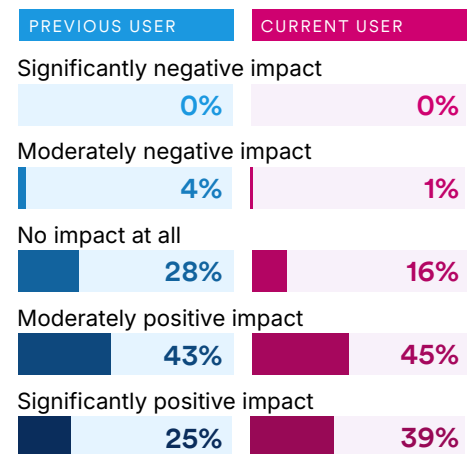 PREVIOUS USER CURRENT USER
Significantly negative impact
0% 0%
Moderately negative impact
4% 1%
No impact at all
28% 16%
Moderately positive impact
43% 45%
Significantly positive impact
25% 39%